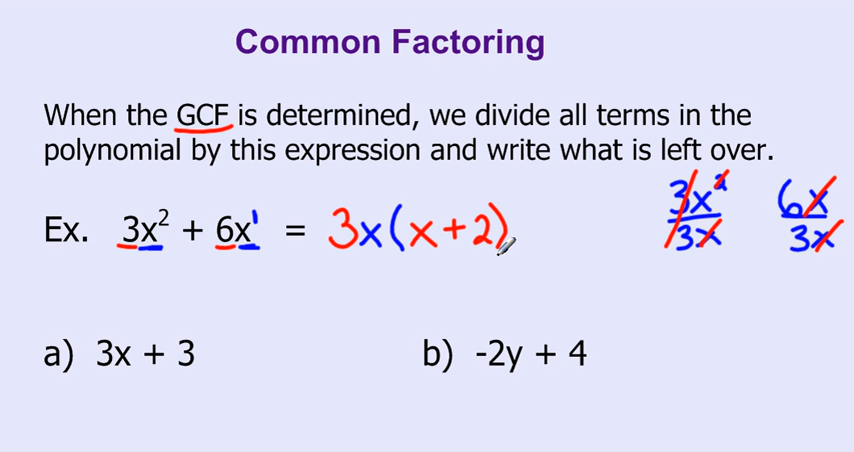 Common Factoring
When the GCF is determined, we divide all terms in the
polynomial by this expression and write what is left over.
Ex. 3x² + 6x¹ = 3x(x+2)
3x² 6x
3x 3x
a) 3x + 3 b) -2y + 4